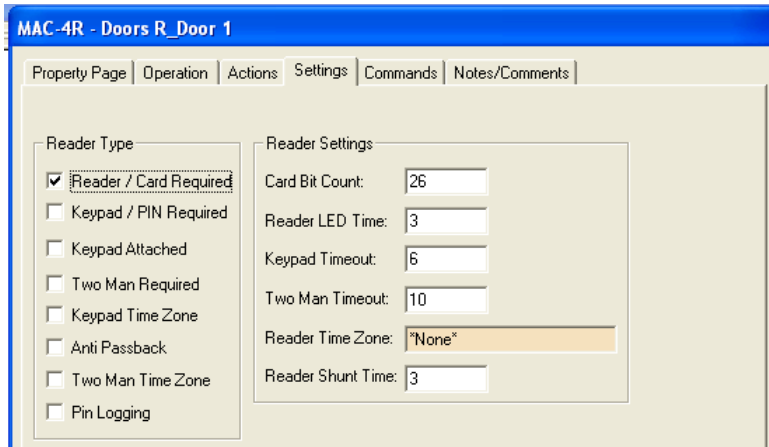 MAC-4R - Doors R_Door 1
Property Page Operation Actions Settings Commands Notes/Comments
Reader Type
Reader / Card Required
Keypad / PIN Required
Keypad Attached
Two Man Required
Keypad Time Zone
Anti Passback
Two Man Time Zone
Pin Logging
Reader Settings
Card Bit Count: 26
Reader LED Time: 3
Keypad Timeout: 6
Two Man Timeout: 10
Reader Time Zone: *None*
Reader Shunt Time: 3